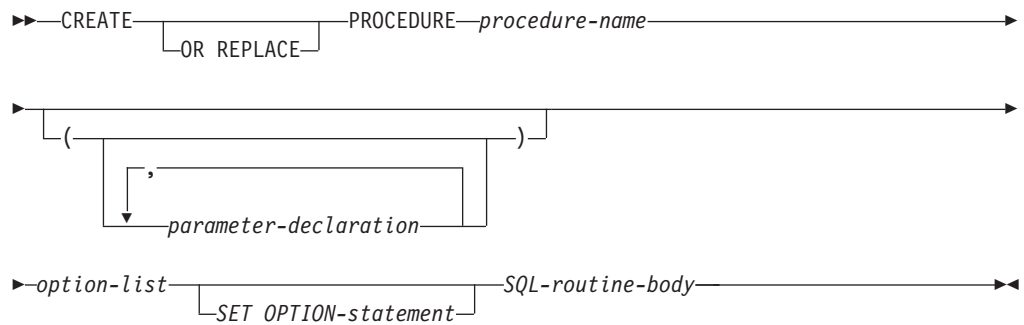 CREATE PROCEDURE procedure-name
OR REPLACE
( )
,
parameter-declaration
option-list SQL-routine-body
SET OPTION-statement